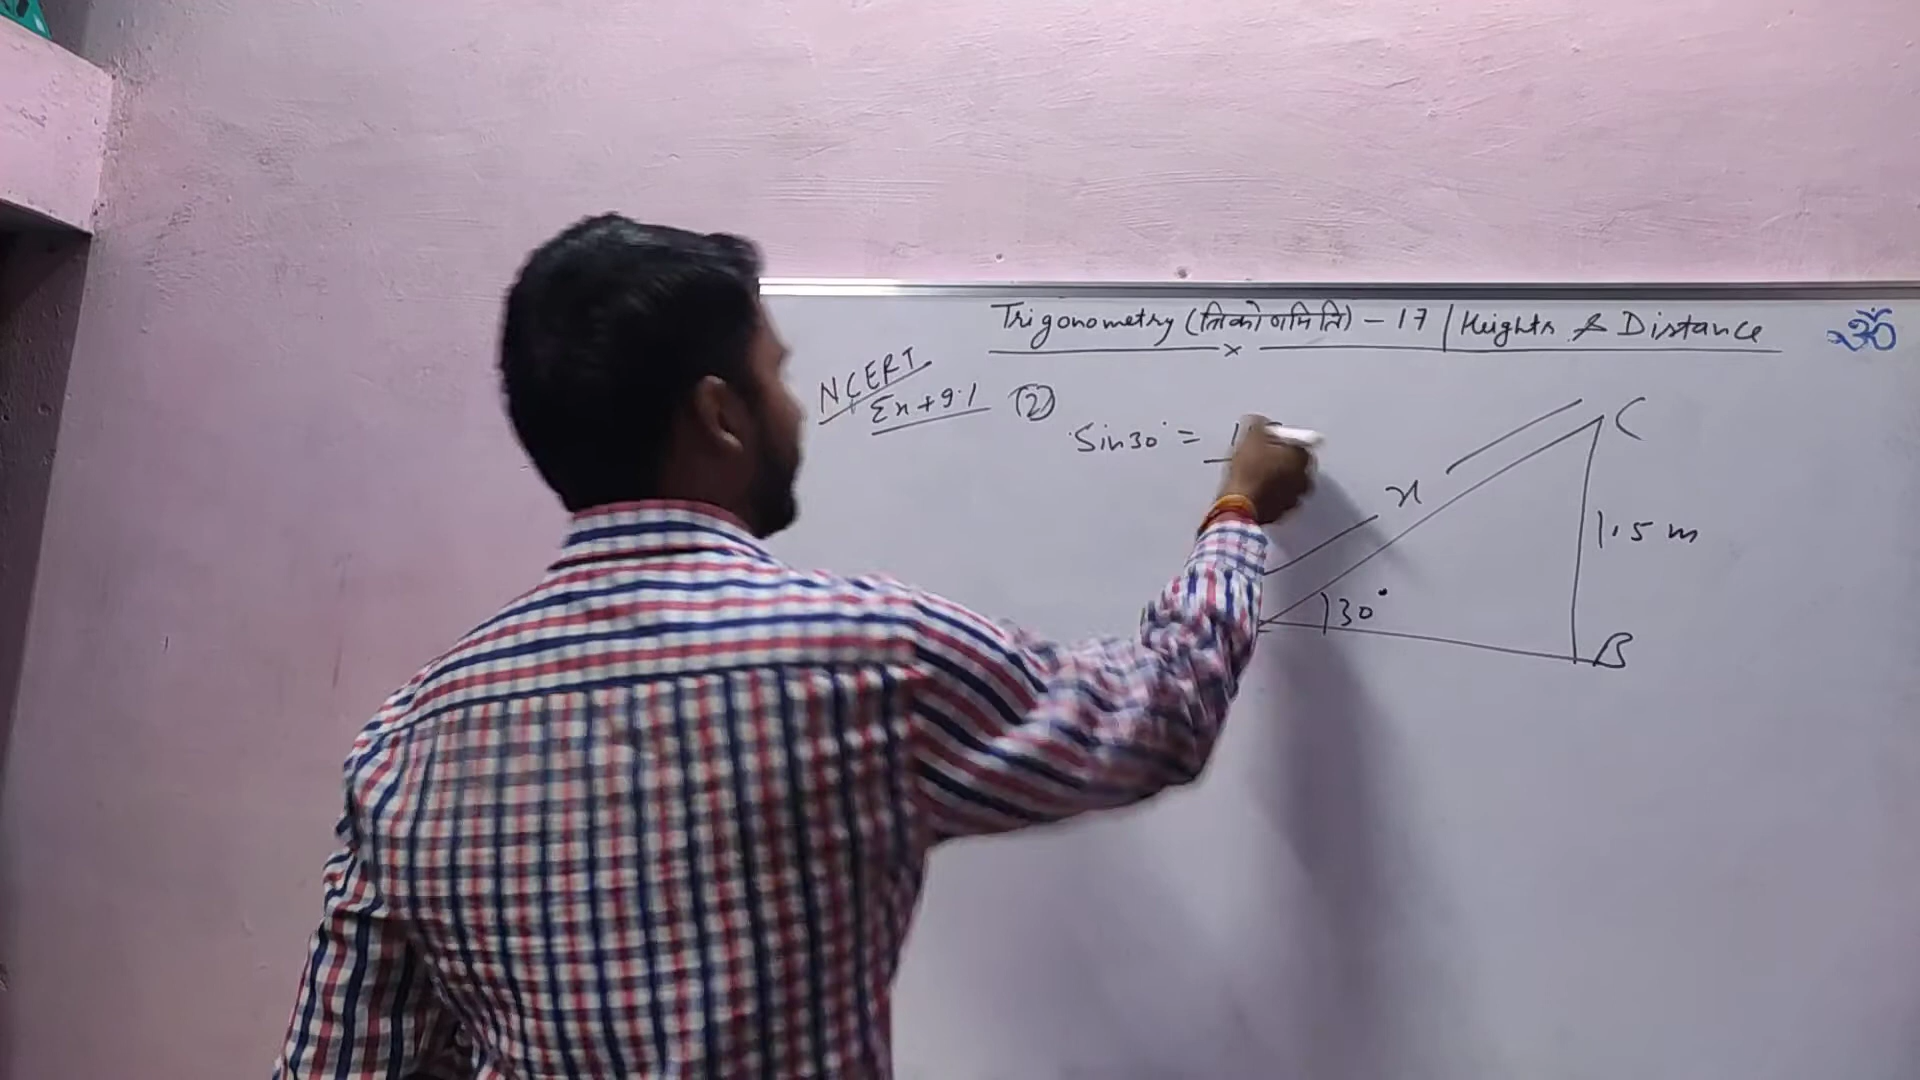 Trigonometry (त्रिकोणमिति) - 17 | Heights & Distance
ॐ
NCERT
Ex + 9.1
②
Sin30° =
x
C
1.5 m
30°
B